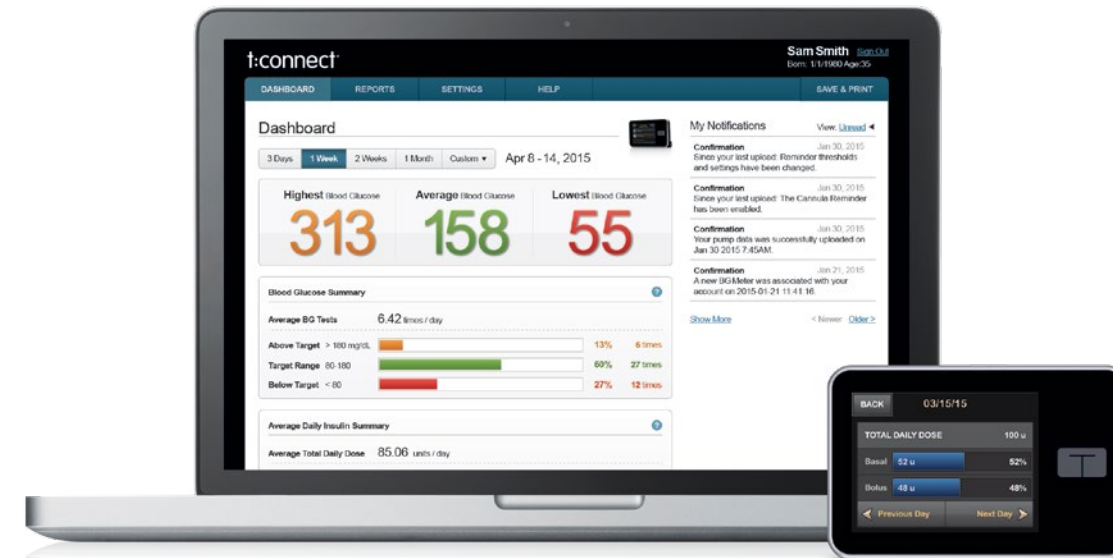 t:connect
Sam Smith Sign Out
Born: 1/1/1980 Age:35
DASHBOARD REPORTS SETTINGS HELP SAVE & PRINT
Dashboard
3 Days 1 Week 2 Weeks 1 Month Custom ▾ Apr 8 - 14, 2015
Highest Blood Glucose Average Blood Glucose Lowest Blood Glucose
313 158 55
Blood Glucose Summary ?
Average BG Tests 6.42 times / day
Above Target > 180 mg/dL 13% 6 times
Target Range 80-180 60% 27 times
Below Target < 80 27% 12 times
Average Daily Insulin Summary ?
Average Total Daily Dose 85.06 units / day
My Notifications View: Unread ◀
Confirmation Jan 30, 2015
Since your last upload: Reminder thresholds
and settings have been changed.
Confirmation Jan 30, 2015
Since your last upload: The Cannula Reminder
has been enabled.
Confirmation Jan 30, 2015
Your pump data was successfully uploaded on
Jan 30 2015 7:45AM.
Confirmation Jan 21, 2015
A new BG Meter was associated with your
account on 2015-01-21 11:41:16.
Show More < Newer Older >
BACK 03/15/15
TOTAL DAILY DOSE 100 u
Basal 52 u 52%
Bolus 48 u 48%
Previous Day Next Day